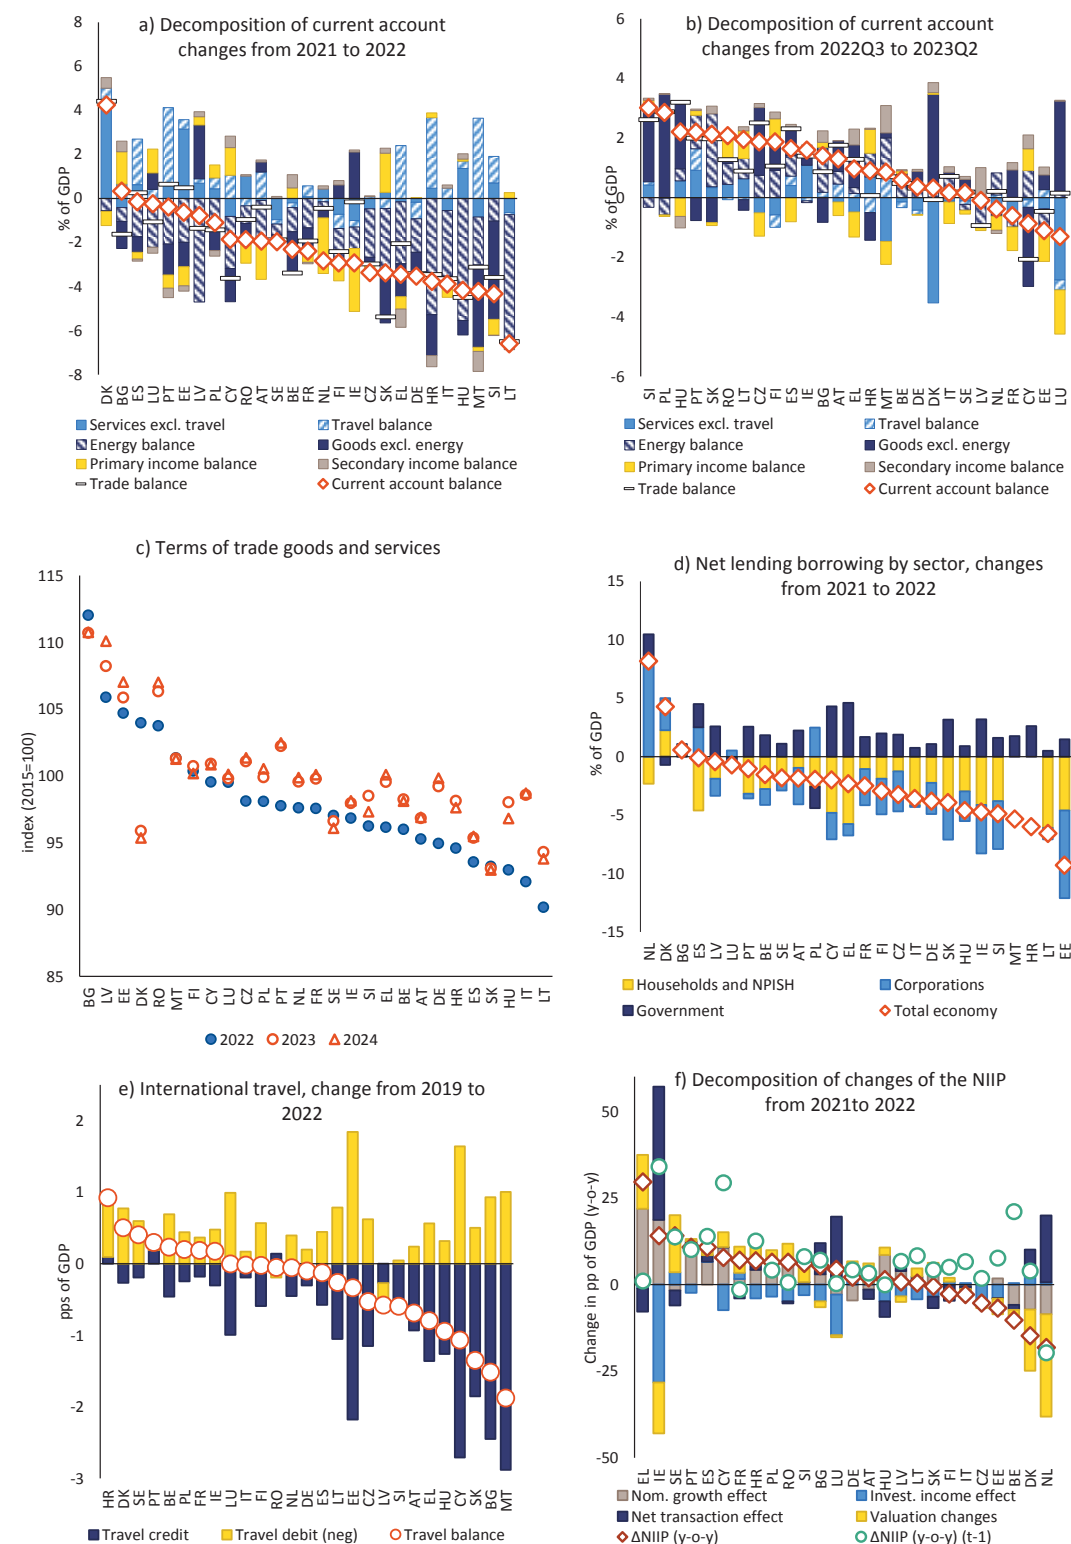 a) Decomposition of current account
changes from 2021 to 2022
% of GDP
8
6
4
2
0
-2
-4
-6
-8
DK BG ES LU PT EE LV PL CY RO AT SE BE FR NL FI IE CZ SK EL DE HR IT HU MT SI LT
Services excl. travel
Travel balance
Energy balance
Goods excl. energy
Primary income balance
Secondary income balance
Trade balance
Current account balance
b) Decomposition of current account
changes from 2022Q3 to 2023Q2
% of GDP
6
4
2
0
-2
-4
-6
SI PL HU PT SK RO LT CZ FI ES IE BG AT EL HR MT BE DE DK IT SE LV NL FR CY EE LU
Services excl. travel
Travel balance
Energy balance
Goods excl. energy
Primary income balance
Secondary income balance
Trade balance
Current account balance
c) Terms of trade goods and services
index (2015=100)
115
110
105
100
95
90
85
BG LV EE DK RO MT FI CY LU CZ PL PT NL FR SE IE SI EL BE AT DE HR ES SK HU IT LT
2022 2023 2024
d) Net lending borrowing by sector, changes
from 2021 to 2022
% of GDP
15
10
5
0
-5
-10
-15
NL DK BG ES LV LU PT BE SE AT PL CY EL FR FI CZ IT DE SK HU IE SI MT HR LT EE
Households and NPISH
Corporations
Government
Total economy
e) International travel, change from 2019 to
2022
pps of GDP
2
1
0
-1
-2
-3
HR DK SE PT BE PL FR IE LU IT FI RO NL DE ES LT EE CZ LV SI AT EL HU CY SK BG MT
Travel credit
Travel debit (neg)
Travel balance
f) Decomposition of changes of the NIIP
from 2021to 2022
Change in pp of GDP (y-o-y)
50
25
0
-25
-50
EL IE SE PT ES CY FR HR PL RO SI BG LU DE AT HU LV LT SK FI IT CZ EE BE DK NL
Nom. growth effect
Invest. income effect
Net transaction effect
Valuation changes
ΔNIIP (y-o-y)
ΔNIIP (y-o-y) (t-1)